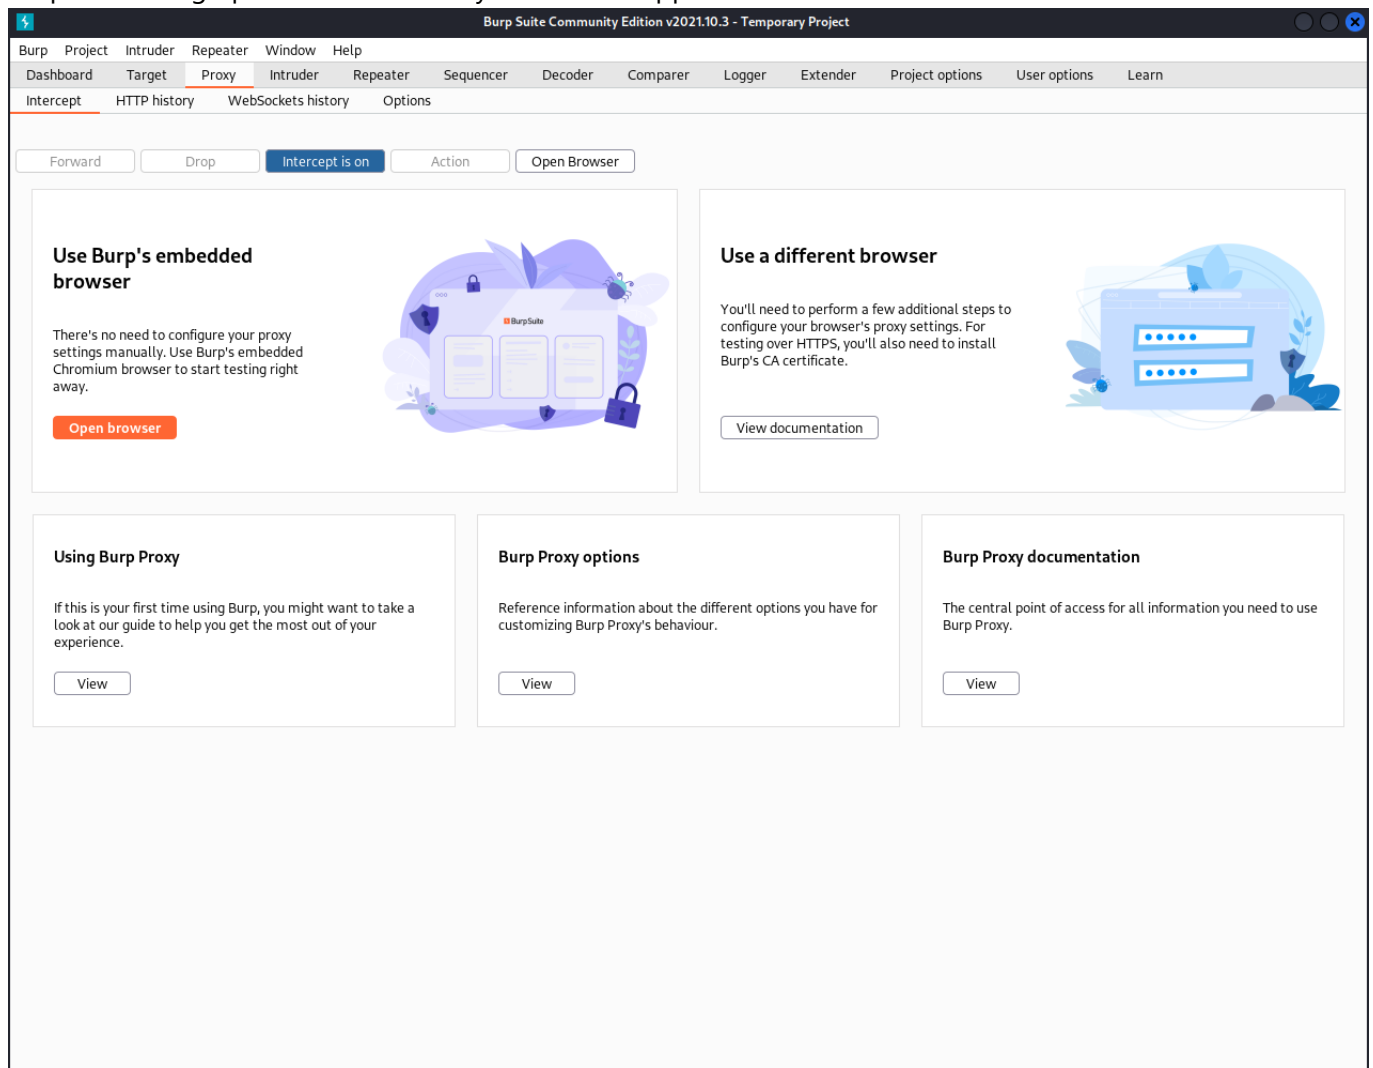 Burp Suite Community Edition v2021.10.3 - Temporary Project
Burp Project Intruder Repeater Window Help
Dashboard Target Proxy Intruder Repeater Sequencer Decoder Comparer Logger Extender Project options User options Learn
Intercept HTTP history WebSockets history Options
Forward Drop Intercept is on Action Open Browser
Use Burp's embedded
browser
There's no need to configure your proxy
settings manually. Use Burp's embedded
Chromium browser to start testing right
away.
Open browser
BurpSuite
Use a different browser
You'll need to perform a few additional steps to
configure your browser's proxy settings. For
testing over HTTPS, you'll also need to install
Burp's CA certificate.
View documentation
Using Burp Proxy
If this is your first time using Burp, you might want to take a
look at our guide to help you get the most out of your
experience.
View
Burp Proxy options
Reference information about the different options you have for
customizing Burp Proxy's behaviour.
View
Burp Proxy documentation
The central point of access for all information you need to use
Burp Proxy.
View